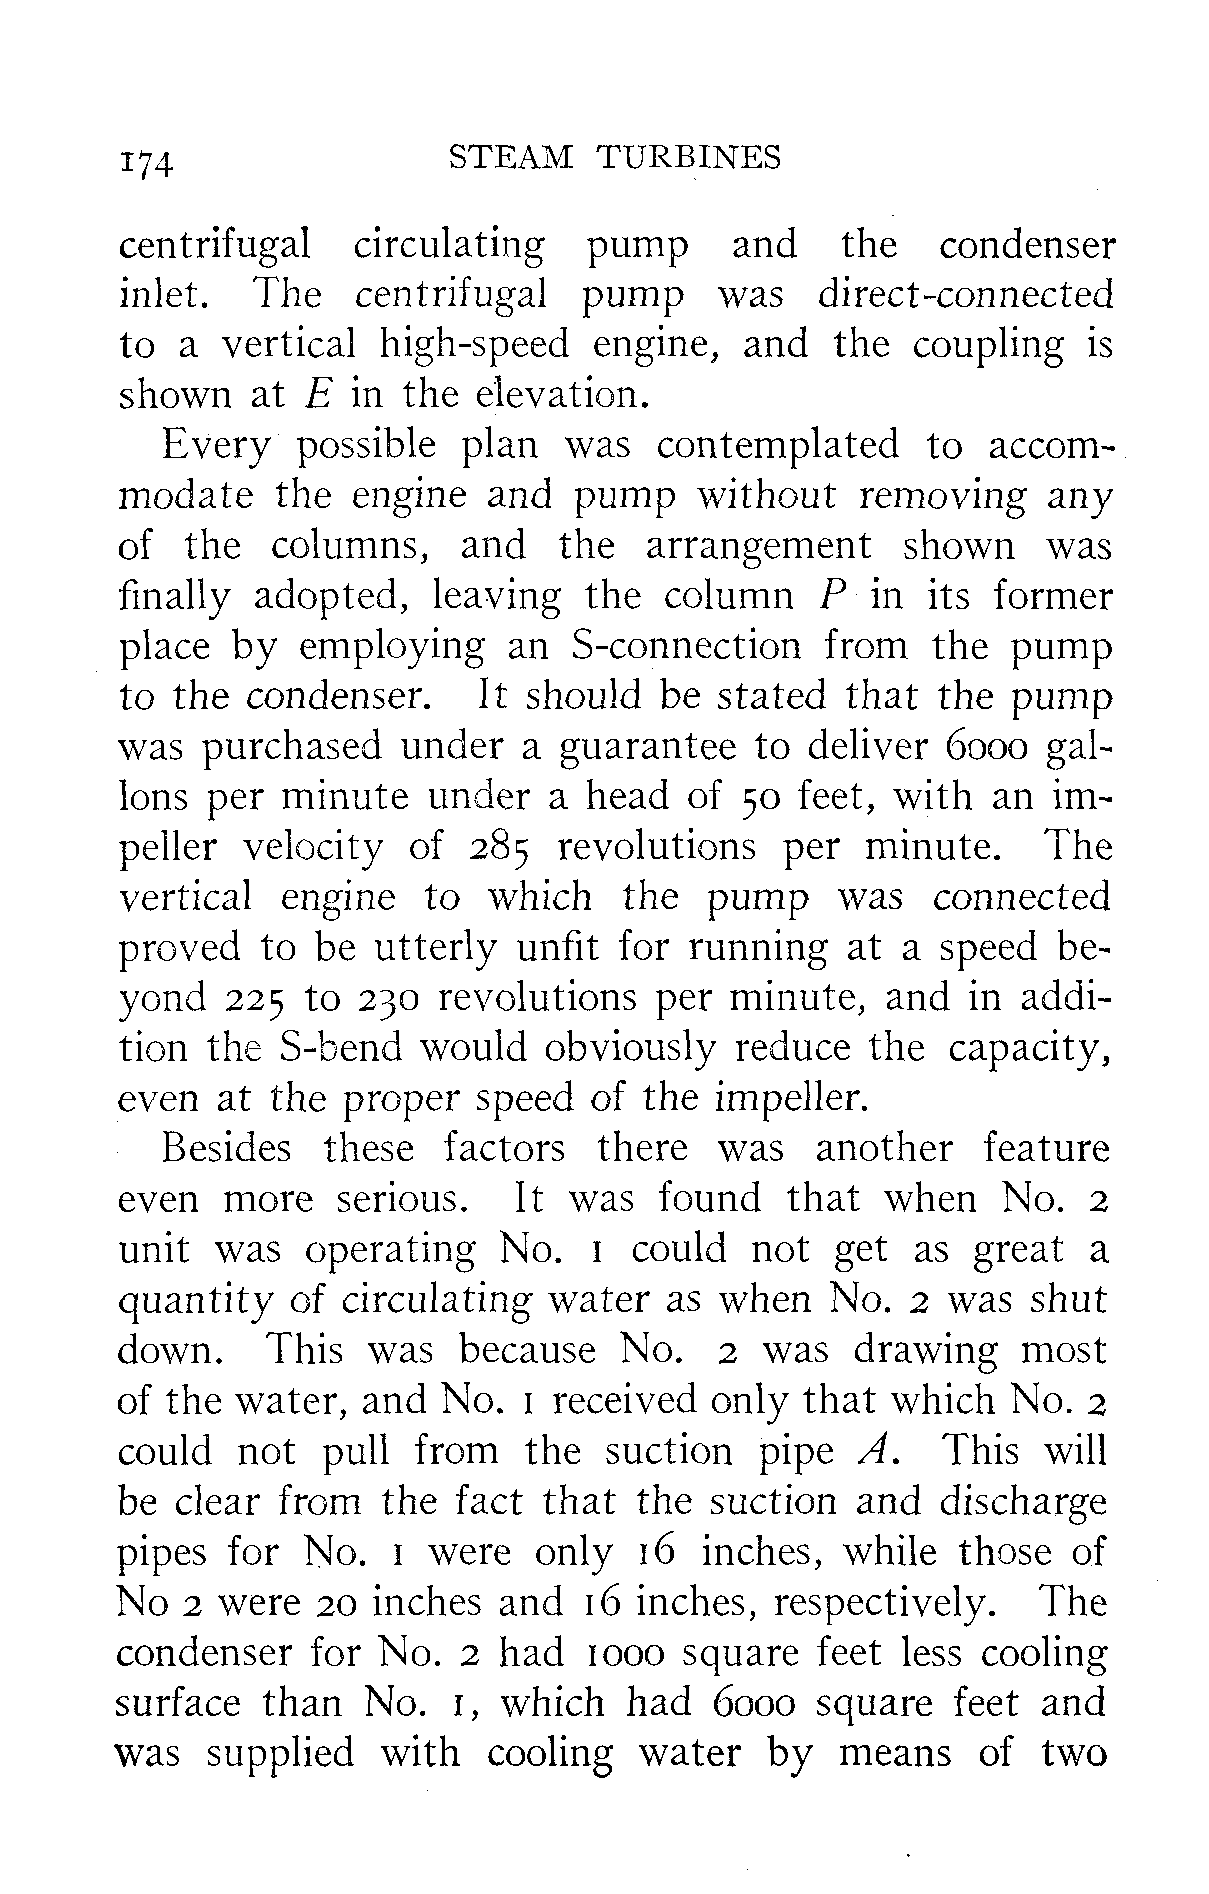 174 STEAM TURBINES
centrifugal circulating pump and the condenser
inlet. The centrifugal pump was direct-connected
to a vertical high-speed engine, and the coupling is
shown at E in the elevation.
Every possible plan was contemplated to accom-
modate the engine and pump without removing any
of the columns, and the arrangement shown was
finally adopted, leaving the column P in its former
place by employing an S-connection from the pump
to the condenser. It should be stated that the pump
was purchased under a guarantee to deliver 6000 gal-
lons per minute under a head of 50 feet, with an im-
peller velocity of 285 revolutions per minute. The
vertical engine to which the pump was connected
proved to be utterly unfit for running at a speed be-
yond 225 to 230 revolutions per minute, and in addi-
tion the S-bend would obviously reduce the capacity,
even at the proper speed of the impeller.
Besides these factors there was another feature
even more serious. It was found that when No. 2
unit was operating No. 1 could not get as great a
quantity of circulating water as when No. 2 was shut
down. This was because No. 2 was drawing most
of the water, and No. 1 received only that which No. 2
could not pull from the suction pipe A. This will
be clear from the fact that the suction and discharge
pipes for No. 1 were only 16 inches, while those of
No 2 were 20 inches and 16 inches, respectively. The
condenser for No. 2 had 1000 square feet less cooling
surface than No. 1, which had 6000 square feet and
was supplied with cooling water by means of two